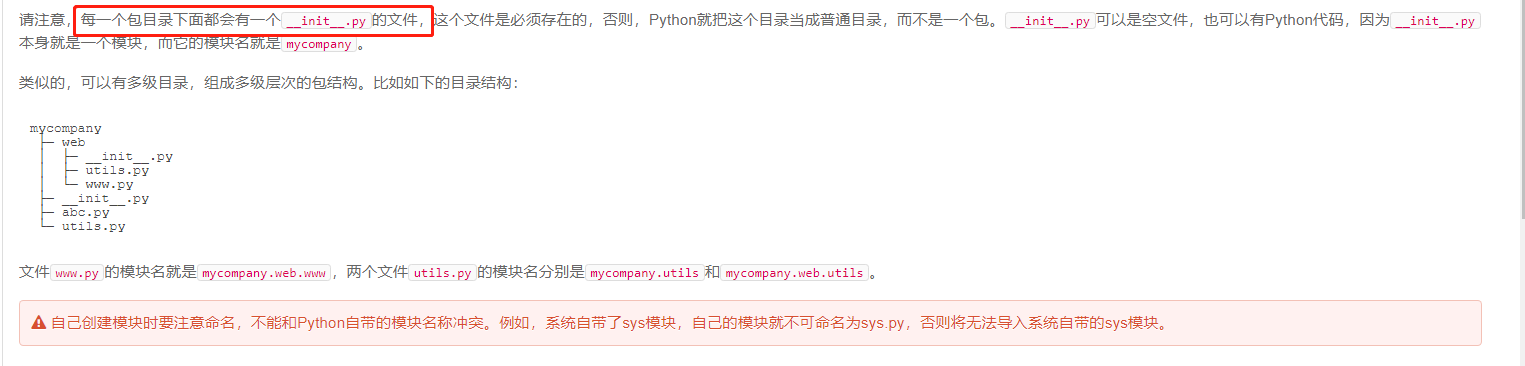 请注意，每一个包目录下面都会有一个__init__.py的文件，这个文件是必须存在的，否则，Python就把这个目录当成普通目录，而不是一个包。__init__.py可以是空文件，也可以有Python代码，因为__init__.py
本身就是一个模块，而它的模块名就是mycompany。
类似的，可以有多级目录，组成多级层次的包结构。比如如下的目录结构：
mycompany
├─ web
│  ├─ __init__.py
│  ├─ utils.py
│  └─ www.py
├─ __init__.py
├─ abc.py
└─ utils.py
文件www.py的模块名就是mycompany.web.www，两个文件utils.py的模块名分别是mycompany.utils和mycompany.web.utils。
自己创建模块时要注意命名，不能和Python自带的模块名称冲突。例如，系统自带了sys模块，自己的模块就不可命名为sys.py，否则将无法导入系统自带的sys模块。